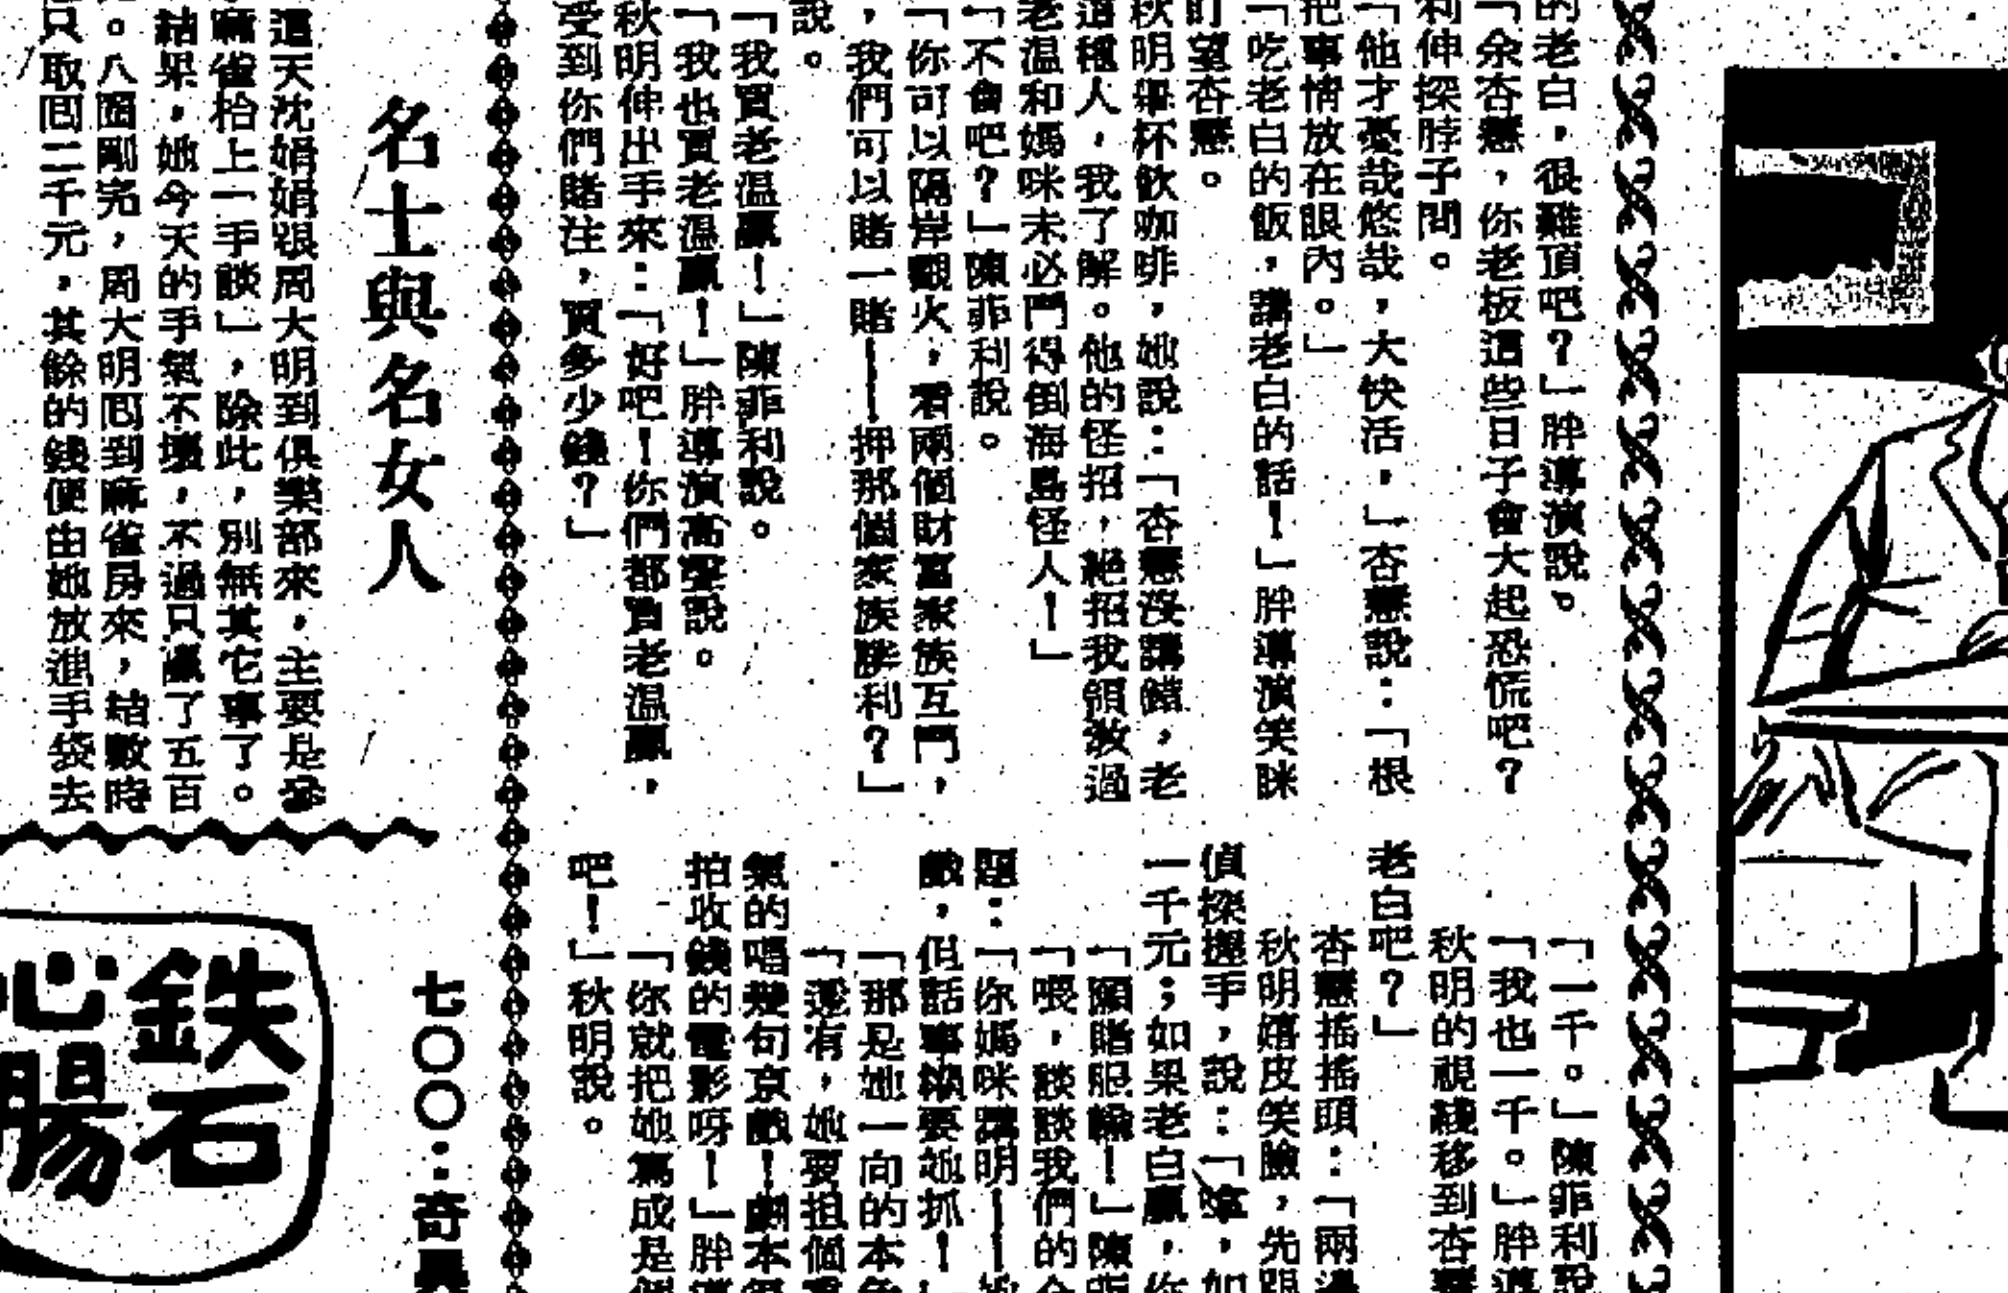 的老白,很難頂吧?」胖導演說。
「余杏慧,你老板這些日子會大起恐慌吧?
利伸探脖子問。
「他才憂哉悠哉,大快活,」杏慧說:「根
把事情放在眼內。」
「吃老白的飯,講老白的話!」胖導演笑眯
盯望杏慧。
秋明舉杯飲咖啡,她說:「杏慧沒講錯,老
這種人,我了解。他的怪招,絕招我領教過
老溫和媽咪未必鬥得倒海島怪人!」
「不會吧?」陳菲利說。
「你可以隔岸觀火,看兩個財富家族互鬥,
,我們可以賭一賭——押那個家族勝利?」
說。
「我買老溫贏!」陳菲利說。
「我也買老溫贏!」胖導演高聲說。
秋明伸出手來:「好吧!你們都買老溫贏,
受到你們賭注,買多少錢?」
「一千。」陳菲利說
「我也一千。」胖導
秋明的視綫移到杏慧
老白吧?」
杏慧搖搖頭:「兩邊
秋明嬉皮笑臉,先跟
偵探握手,說:「嗱,如
一千元;如果老白贏,你
「願賭服輸!」陳菲
「喂,談談我們的
題:「你媽咪講明——
戲,但話事權要她抓!
「那是她一向的本
「還有,她要担個
氣的唱幾句京戲!劇本
拍收錢的電影呀!」胖導
「你就把她寫成是個
吧!」秋明說。
名士與名女人
這天沈娟娟跟周大明到俱樂部來,主要是參
麻雀枱上「手談」,除此,別無其它事了。
結果,她今天的手氣不壞,不過只贏了五百
。八圈剛完,周大明囘到麻雀房來,結數時
只取囘二千元,其餘的錢便由她放進手袋去
七〇〇:奇異
鉄石
心腸